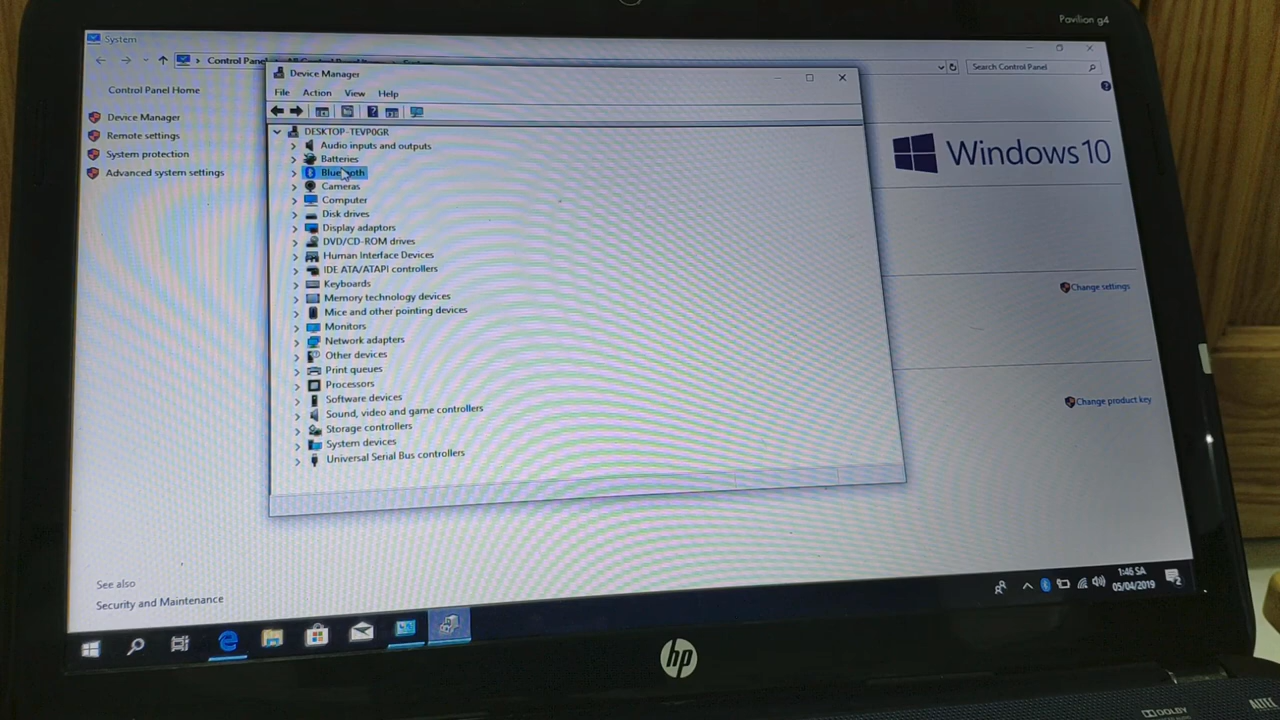 Pavilion g4
System
Control Panel
Search Control Panel
Device Manager
File Action View Help
Control Panel Home
Device Manager
Remote settings
System protection
Advanced system settings
DESKTOP-TEVP0GR
Audio inputs and outputs
Batteries
Bluetooth
Cameras
Computer
Disk drives
Display adaptors
DVD/CD-ROM drives
Human Interface Devices
IDE ATA/ATAPI controllers
Keyboards
Memory technology devices
Mice and other pointing devices
Monitors
Network adapters
Other devices
Print queues
Processors
Software devices
Sound, video and game controllers
Storage controllers
System devices
Universal Serial Bus controllers
Windows 10
Change settings
Change product key
See also
Security and Maintenance
1:46 SA
05/04/2019
2
hp
DOLBY
ALTEC